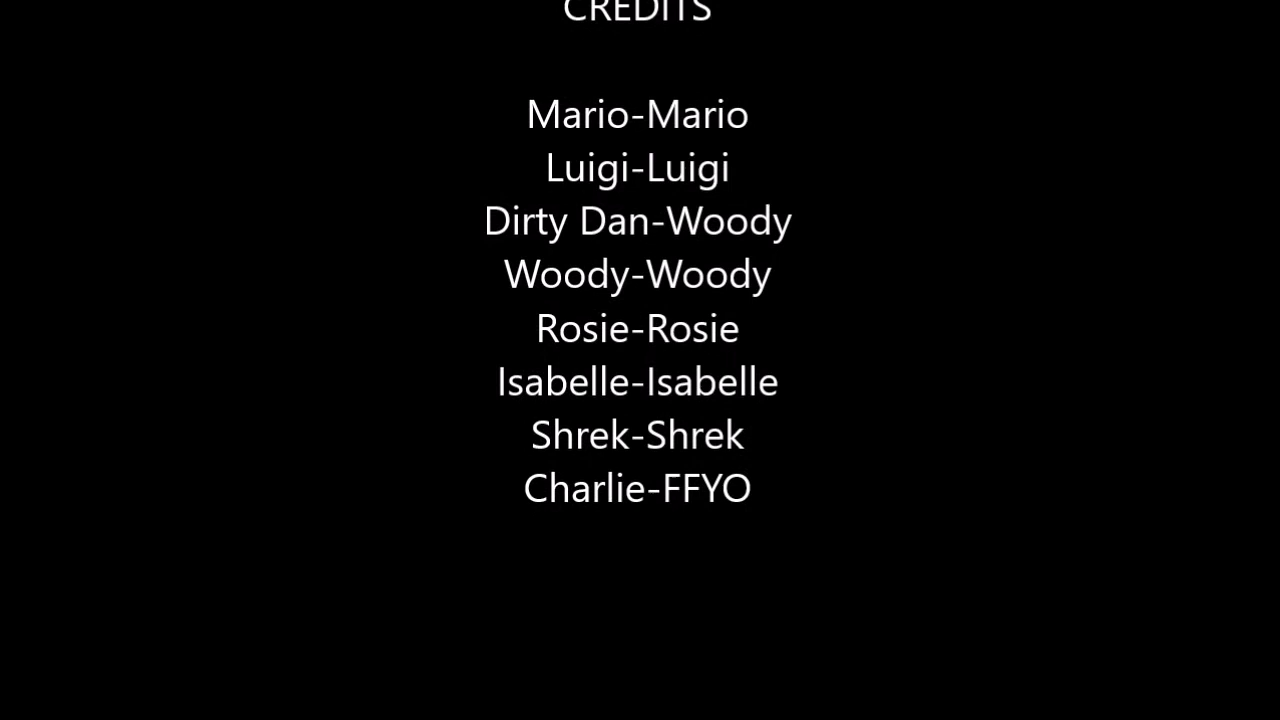 CREDITS
Mario-Mario
Luigi-Luigi
Dirty Dan-Woody
Woody-Woody
Rosie-Rosie
Isabelle-Isabelle
Shrek-Shrek
Charlie-FFYO